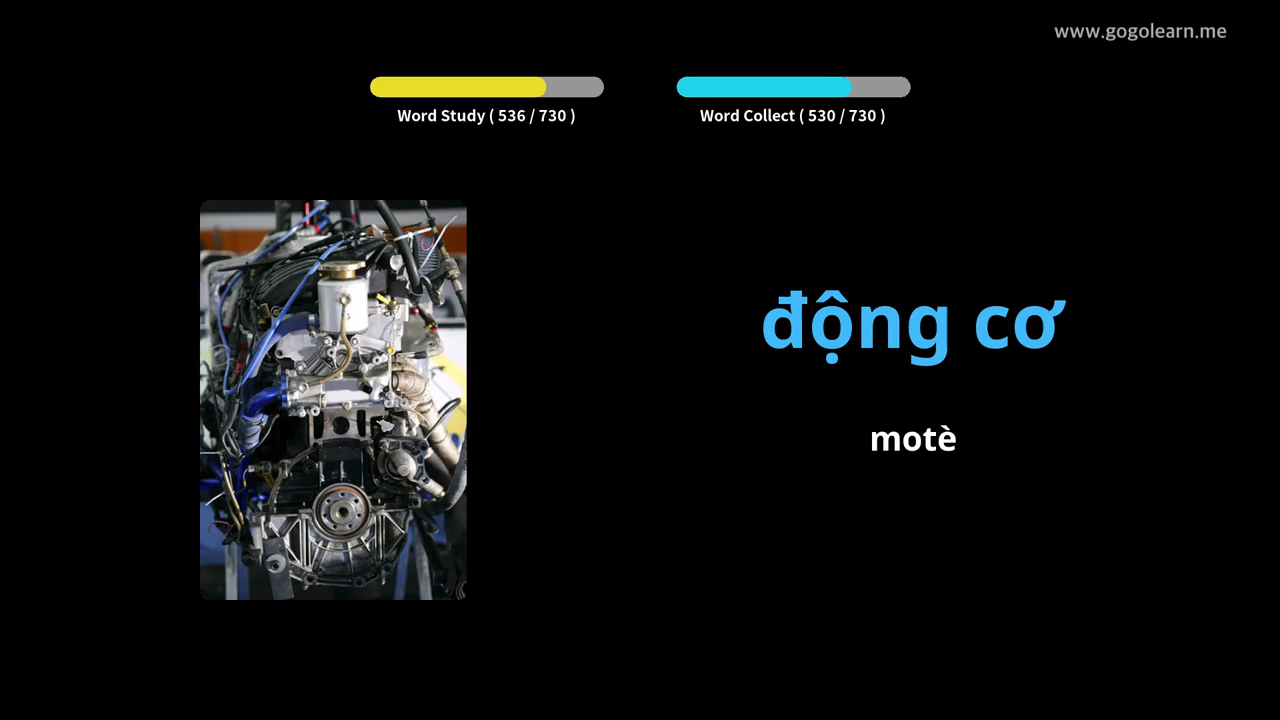 www.gogolearn.me
Word Study ( 536 / 730 )
Word Collect ( 530 / 730 )
động cơ
motè